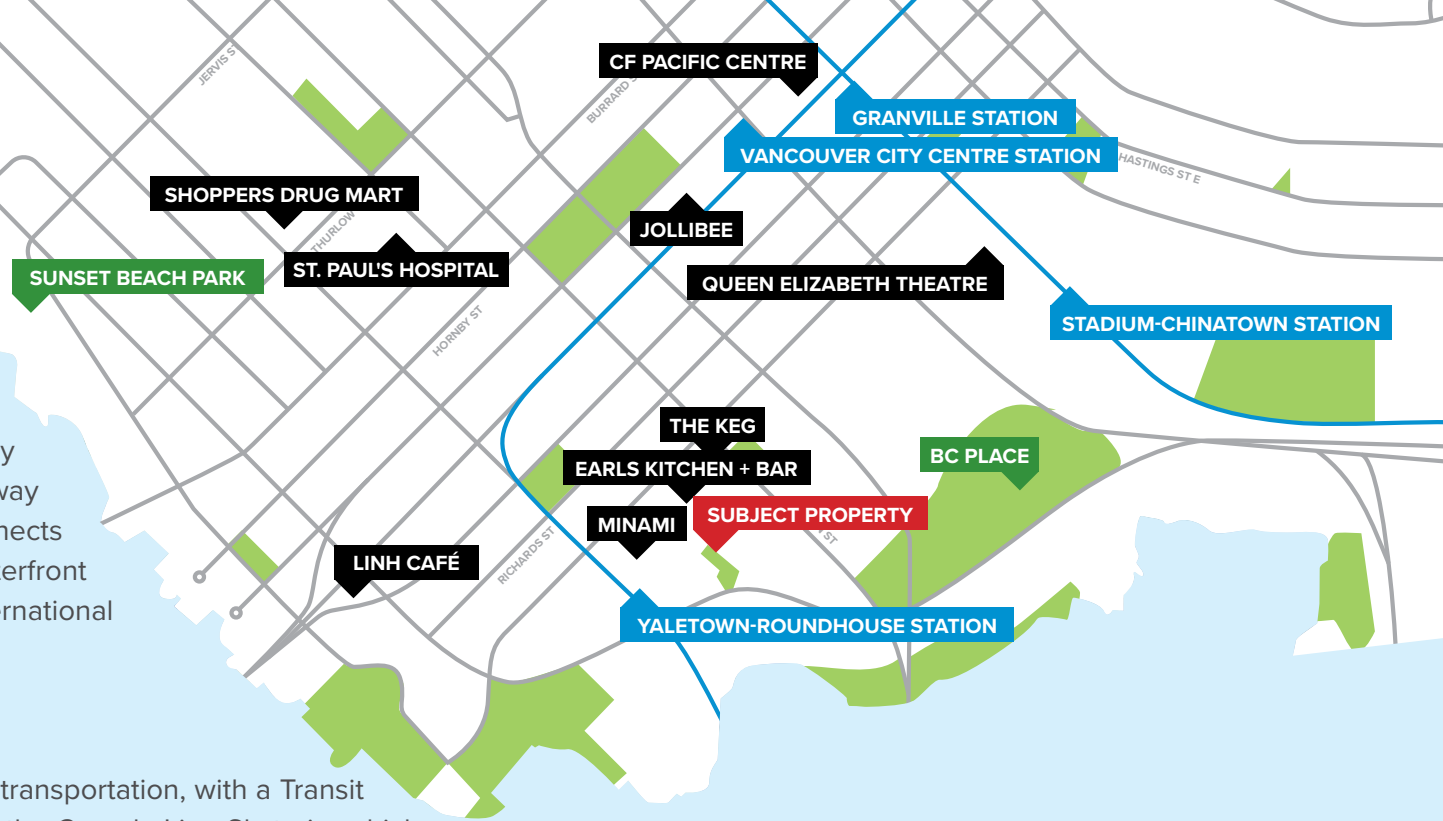 JERVIS ST
BURRARD S
CF PACIFIC CENTRE
GRANVILLE STATION
VANCOUVER CITY CENTRE STATION
HASTINGS ST E
SHOPPERS DRUG MART
THURLOW
JOLLIBEE
SUNSET BEACH PARK
ST. PAUL'S HOSPITAL
QUEEN ELIZABETH THEATRE
HORNBY ST
STADIUM-CHINATOWN STATION
THE KEG
EARLS KITCHEN + BAR
BC PLACE
SUBJECT PROPERTY
MINAMI
ST
RICHARDS ST
LINH CAFÉ
YALETOWN-ROUNDHOUSE STATION
y
way
nects
terfront
ernational
transportation, with a Transit